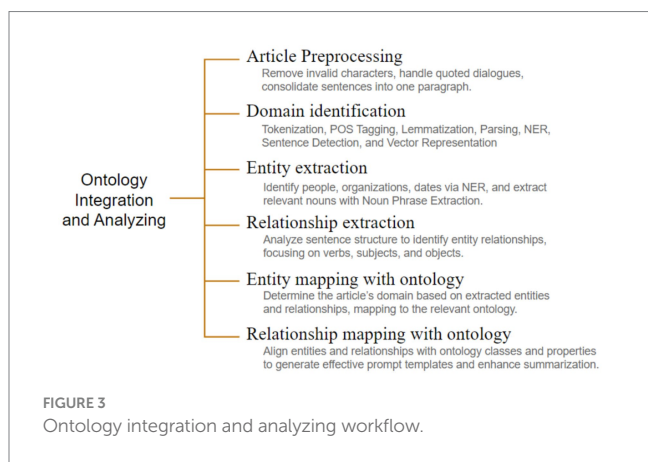 Article Preprocessing
Remove invalid characters, handle quoted dialogues,
consolidate sentences into one paragraph.
Domain identification
Tokenization, POS Tagging, Lemmatization, Parsing, NER,
Sentence Detection, and Vector Representation
Entity extraction
Identify people, organizations, dates via NER, and extract
relevant nouns with Noun Phrase Extraction.
Ontology
Integration
and Analyzing
Relationship extraction
Analyze sentence structure to identify entity relationships,
focusing on verbs, subjects, and objects.
Entity mapping with ontology
Determine the article's domain based on extracted entities
and relationships, mapping to the relevant ontology.
Relationship mapping with ontology
Align entities and relationships with ontology classes and properties
to generate effective prompt templates and enhance summarization.
FIGURE 3
Ontology integration and analyzing workflow.